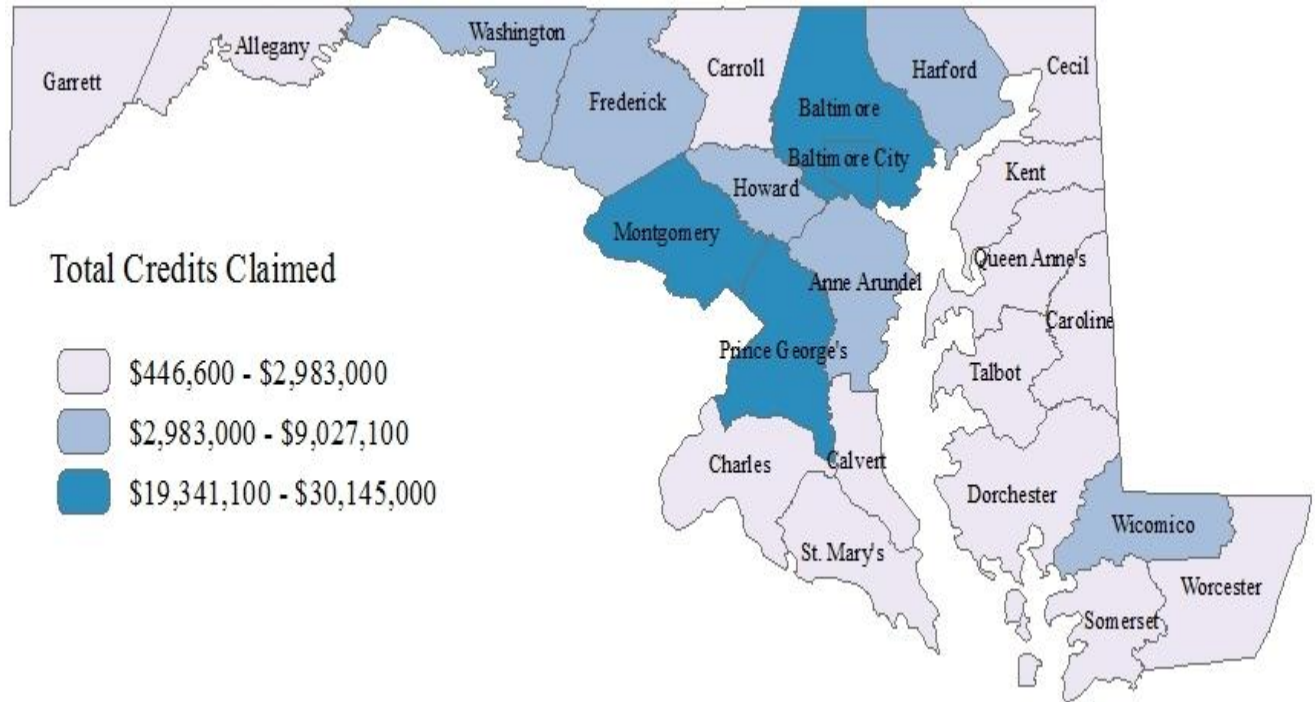 Washington
Allegany
Garrett
Carroll
Harford
Cecil
Frederick
Baltimore
Baltimore City
Kent
Howard
Montgomery
Queen Anne's
Anne Arundel
Total Credits Claimed
Caroline
Prince George's
Talbot
$446,600 - $2,983,000
$2,983,000 - $9,027,100
$19,341,100 - $30,145,000
Charles
Calvert
Dorchester
Wicomico
St. Mary's
Worcester
Somerset